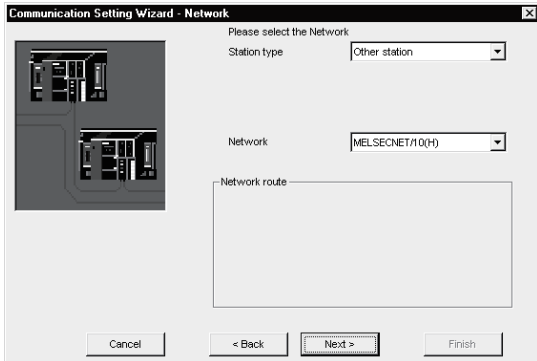 Communication Setting Wizard - Network
Please select the Network
Station type
Other station
Network
MELSECNET/10(H)
Network route
Cancel
< Back
Next >
Finish